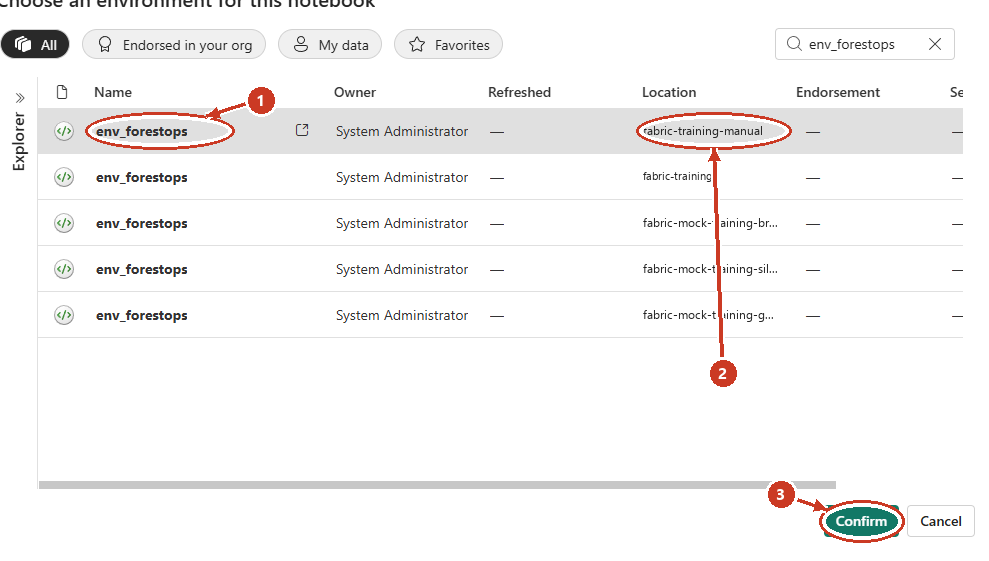 Choose an environment for this notebook
All Endorsed in your org My data Favorites env_forestops
Explorer
Name Owner Refreshed Location Endorsement Se
1
env_forestops System Administrator — fabric-training-manual — —
env_forestops System Administrator — fabric-training — —
env_forestops System Administrator — fabric-mock-training-br... — —
env_forestops System Administrator — fabric-mock-training-sil... — —
env_forestops System Administrator — fabric-mock-training-g... — —
2
3
Confirm Cancel